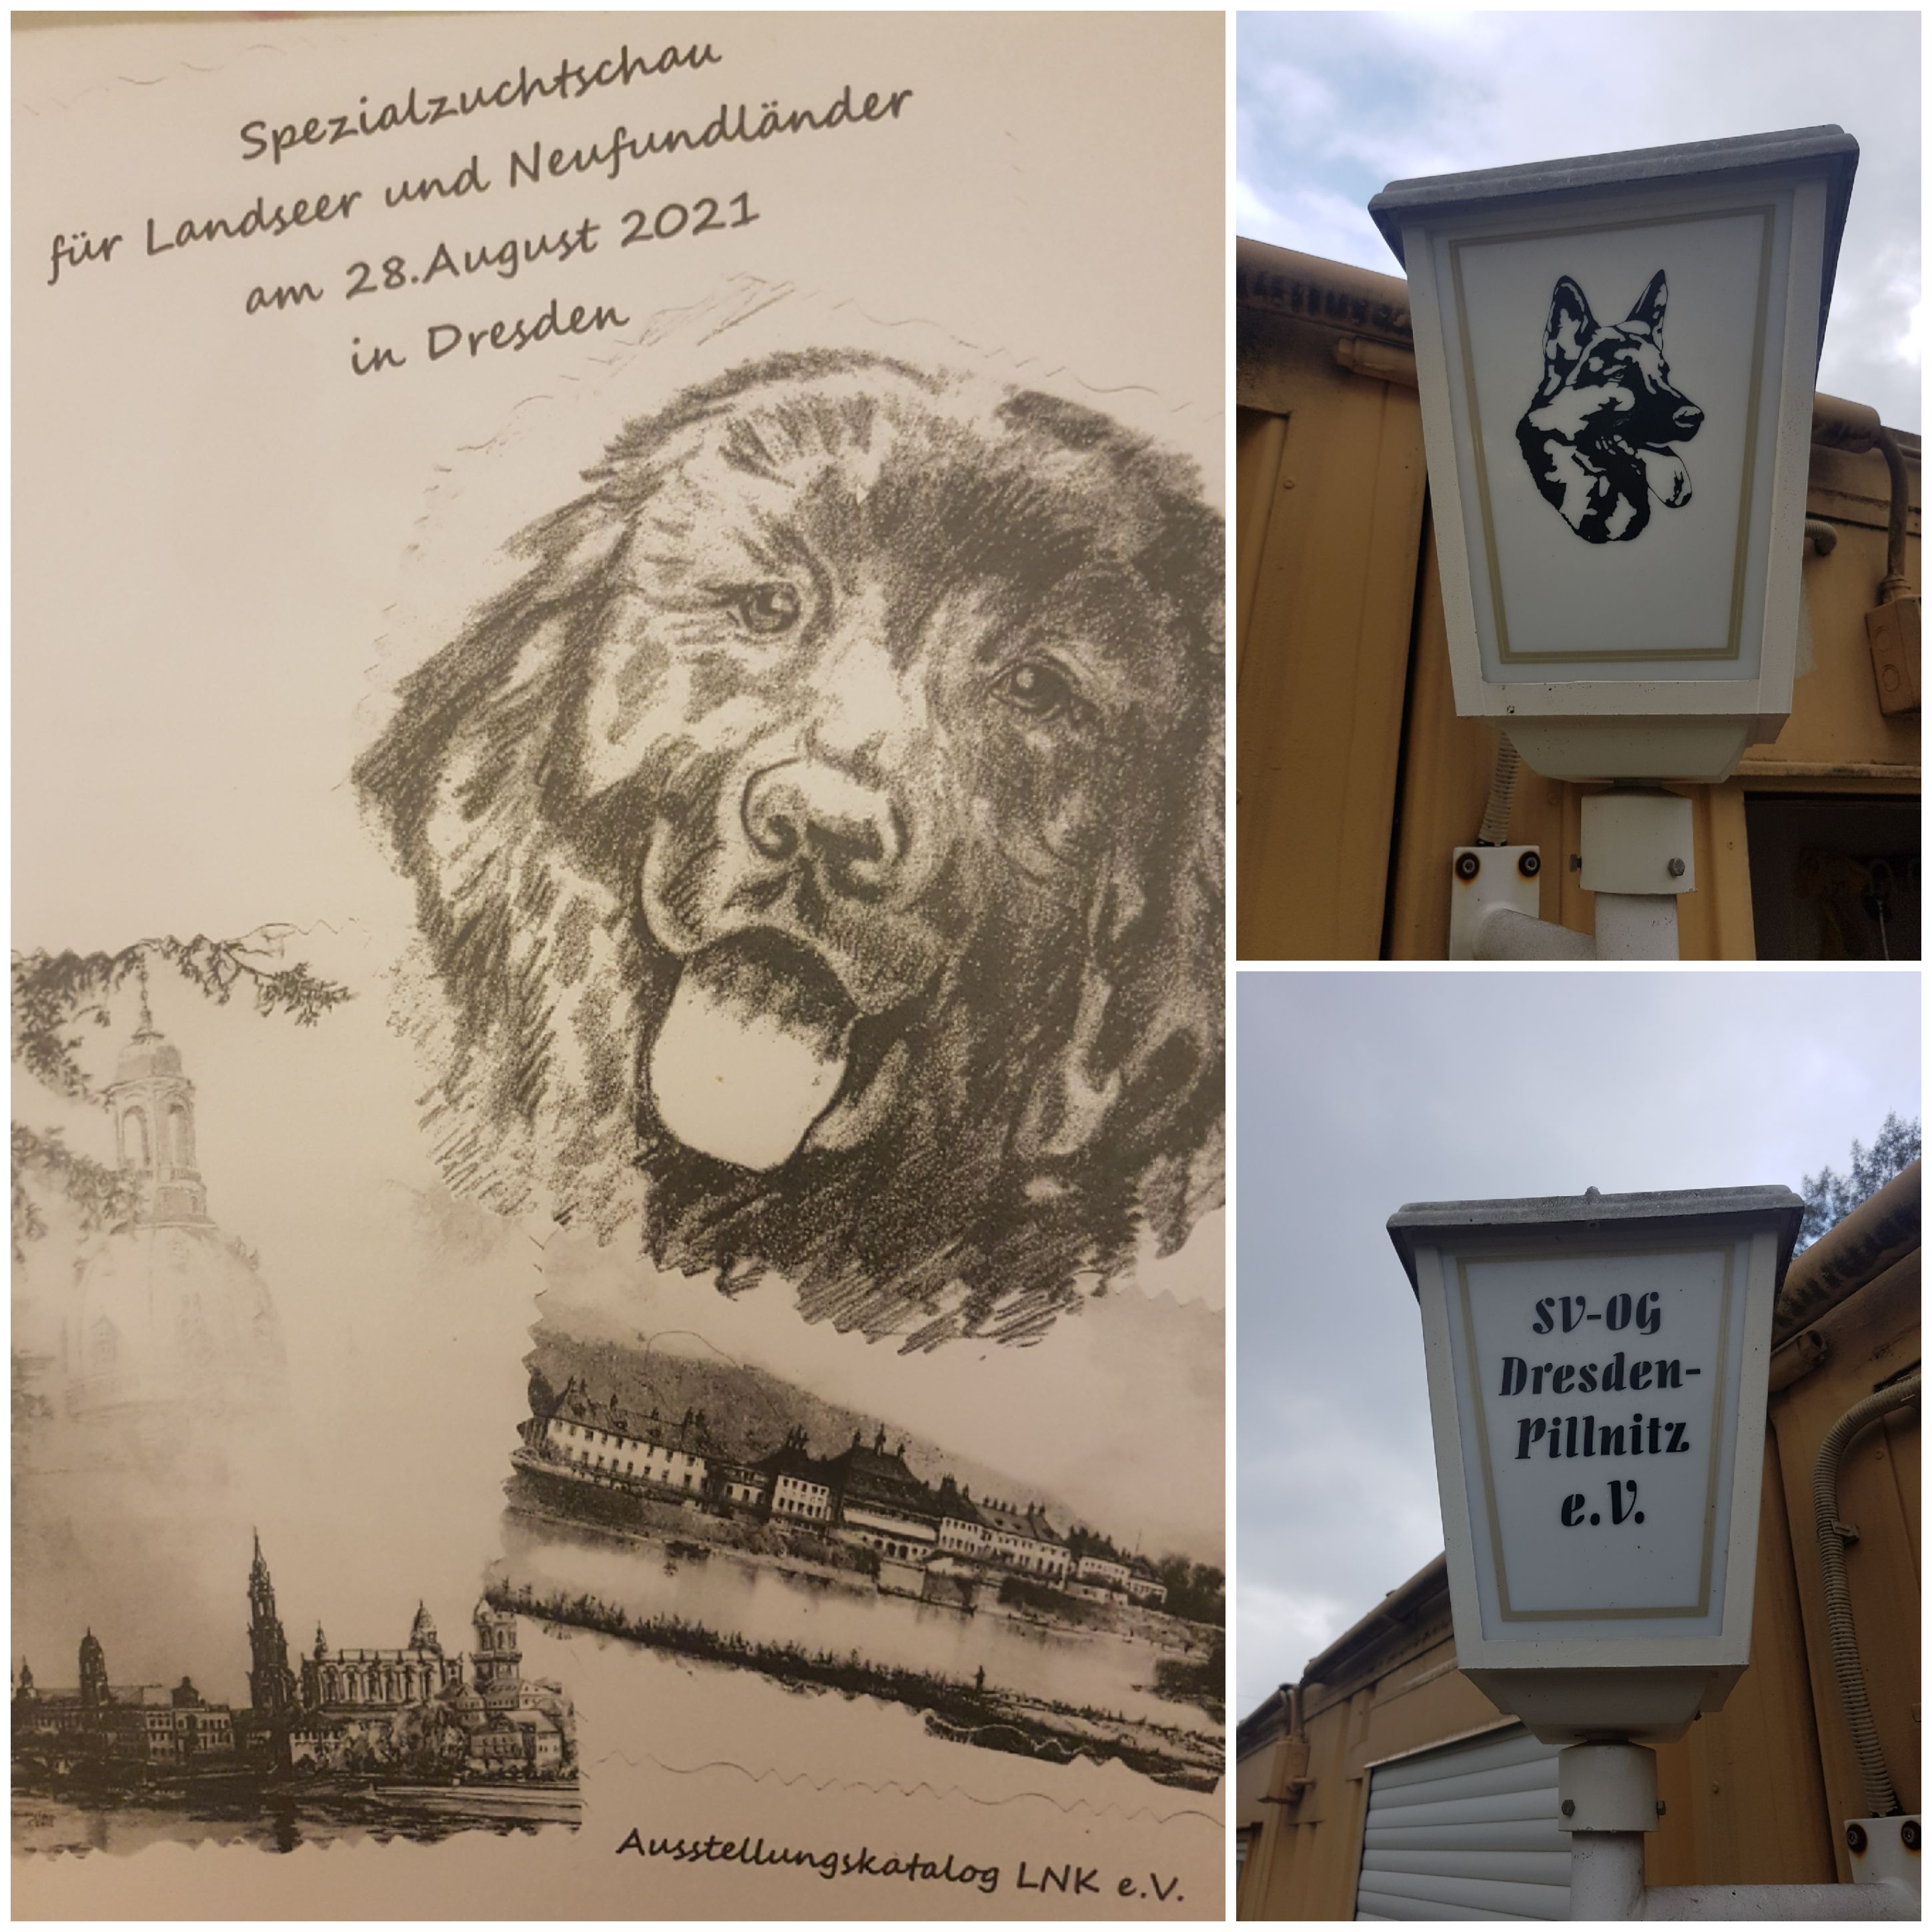 Spezialzuchtschau
für Landseer und Neufundländer
am 28.August 2021
in Dresden
Ausstellungskatalog LNK e.V.
SV-OG
Dresden-
Pillnitz
e.V.